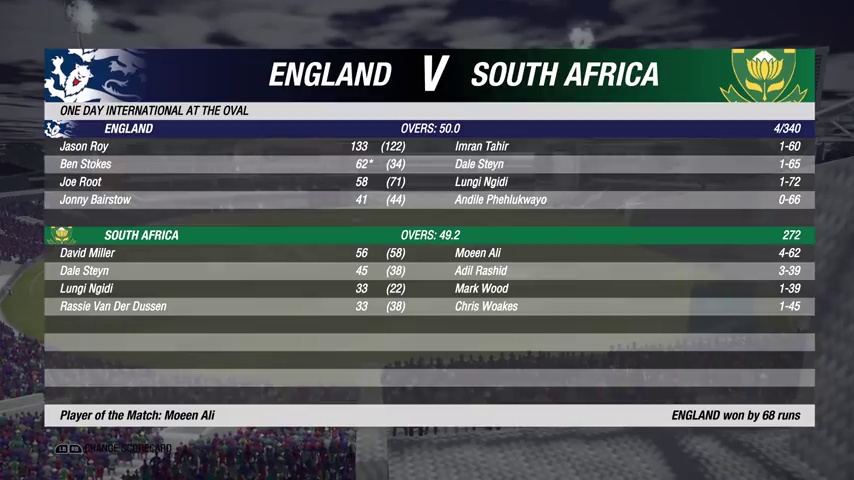 ENGLAND V SOUTH AFRICA
ONE DAY INTERNATIONAL AT THE OVAL
ENGLAND OVERS: 50.0 4/340
Jason Roy 133 (122) Imran Tahir 1-60
Ben Stokes 62* (34) Dale Steyn 1-65
Joe Root 58 (71) Lungi Ngidi 1-72
Jonny Bairstow 41 (44) Andile Phehlukwayo 0-66
SOUTH AFRICA OVERS: 49.2 272
David Miller 56 (58) Moeen Ali 4-62
Dale Steyn 45 (38) Adil Rashid 3-39
Lungi Ngidi 33 (22) Mark Wood 1-39
Rassie Van Der Dussen 33 (38) Chris Woakes 1-45
Player of the Match: Moeen Ali ENGLAND won by 68 runs
CHANGE SCORECARD